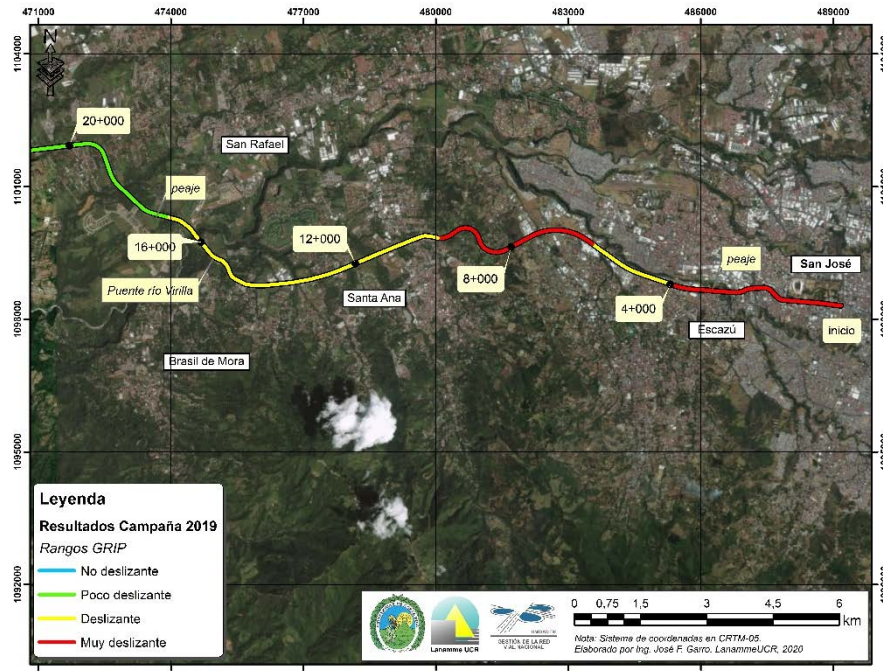 471000 474000 477000 480000 483000 486000 489000
1104000
N
20+000
San Rafael
1101000
peaje
16+000
12+000
8+000
peaje
San José
Puente río Virilla
Santa Ana
4+000
Escazú
inicio
1098000
Brasil de Mora
1095000
1092000
Leyenda
Resultados Campaña 2019
Rangos GRIP
No deslizante
Poco deslizante
Deslizante
Muy deslizante
Lanamme UCR
GESTIÓN DE LA RED
VIAL NACIONAL
0 0,75 1,5 3 4,5 6
km
Nota: Sistema de coordenadas en CRTM-05.
Elaborado por Ing. José F. Garro. LanammeUCR, 2020